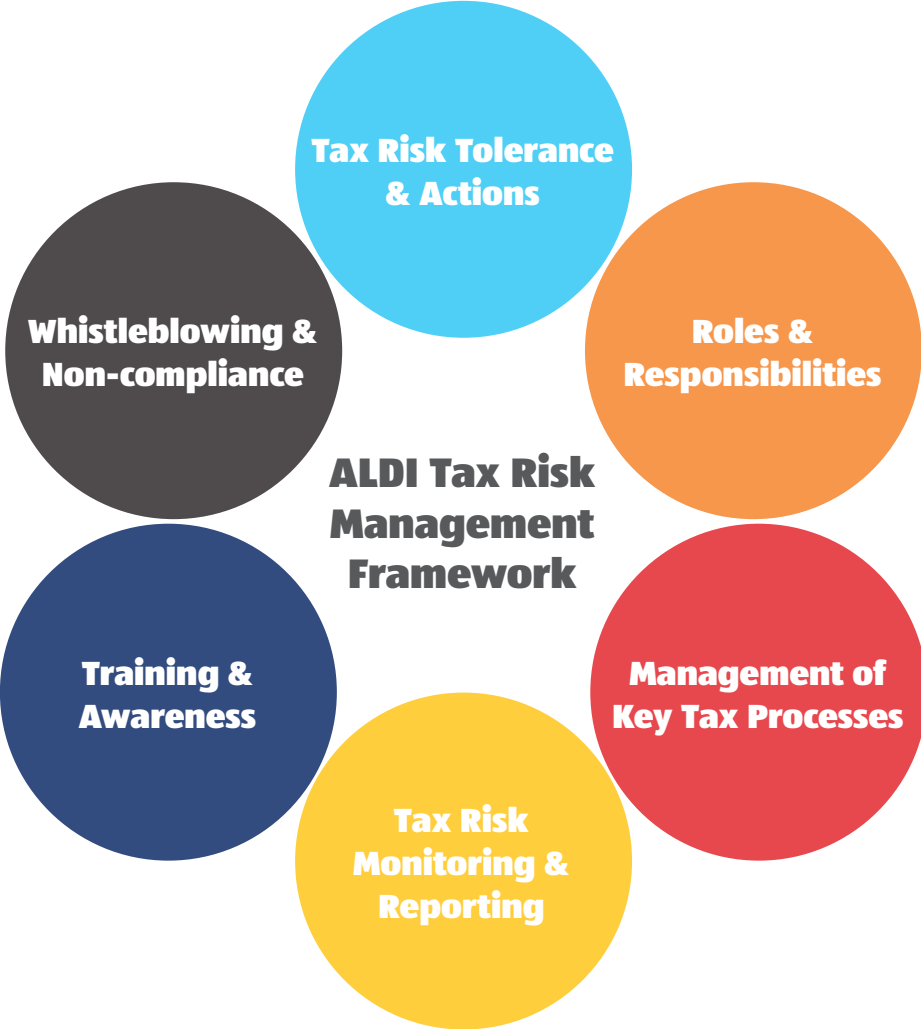 Tax Risk Tolerance
& Actions
Roles &
Responsibilities
Management of
Key Tax Processes
Tax Risk
Monitoring &
Reporting
Training &
Awareness
Whistleblowing &
Non-compliance
ALDI Tax Risk
Management
Framework